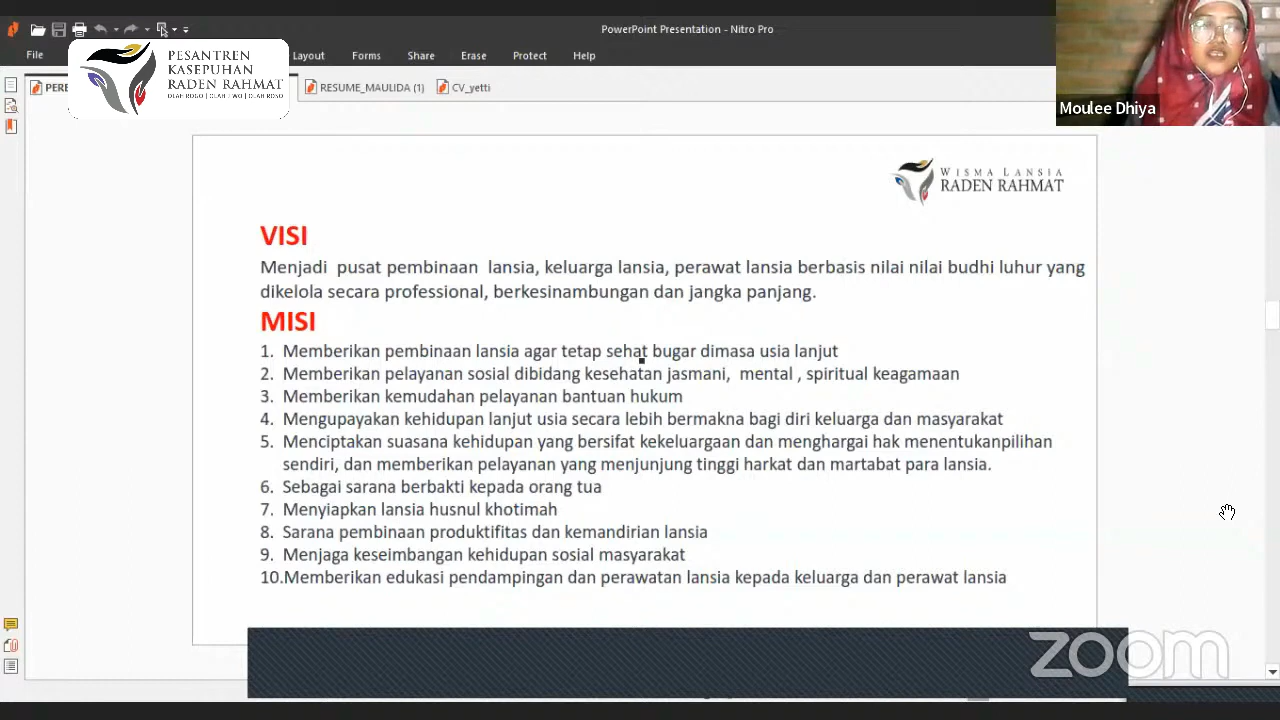 PowerPoint Presentation - Nitro Pro
File
Layout
Forms
Share
Erase
Protect
Help
PESANTREN
KASEPUHAN
RADEN RAHMAT
RESUME_MAULIDA (1)
CV_yetti
Moulee Dhiya
WISMA LANSIA
RADEN RAHMAT
VISI
Menjadi pusat pembinaan lansia, keluarga lansia, perawat lansia berbasis nilai nilai budhi luhur yang
dikelola secara professional, berkesinambungan dan jangka panjang.
MISI
1. Memberikan pembinaan lansia agar tetap sehat bugar dimasa usia lanjut
2. Memberikan pelayanan sosial dibidang kesehatan jasmani, mental , spiritual keagamaan
3. Memberikan kemudahan pelayanan bantuan hukum
4. Mengupayakan kehidupan lanjut usia secara lebih bermakna bagi diri keluarga dan masyarakat
5. Menciptakan suasana kehidupan yang bersifat kekeluargaan dan menghargai hak menentukanpilihan
sendiri, dan memberikan pelayanan yang menjunjung tinggi harkat dan martabat para lansia.
6. Sebagai sarana berbakti kepada orang tua
7. Menyiapkan lansia husnul khotimah
8. Sarana pembinaan produktifitas dan kemandirian lansia
9. Menjaga keseimbangan kehidupan sosial masyarakat
10.Memberikan edukasi pendampingan dan perawatan lansia kepada keluarga dan perawat lansia
zoom